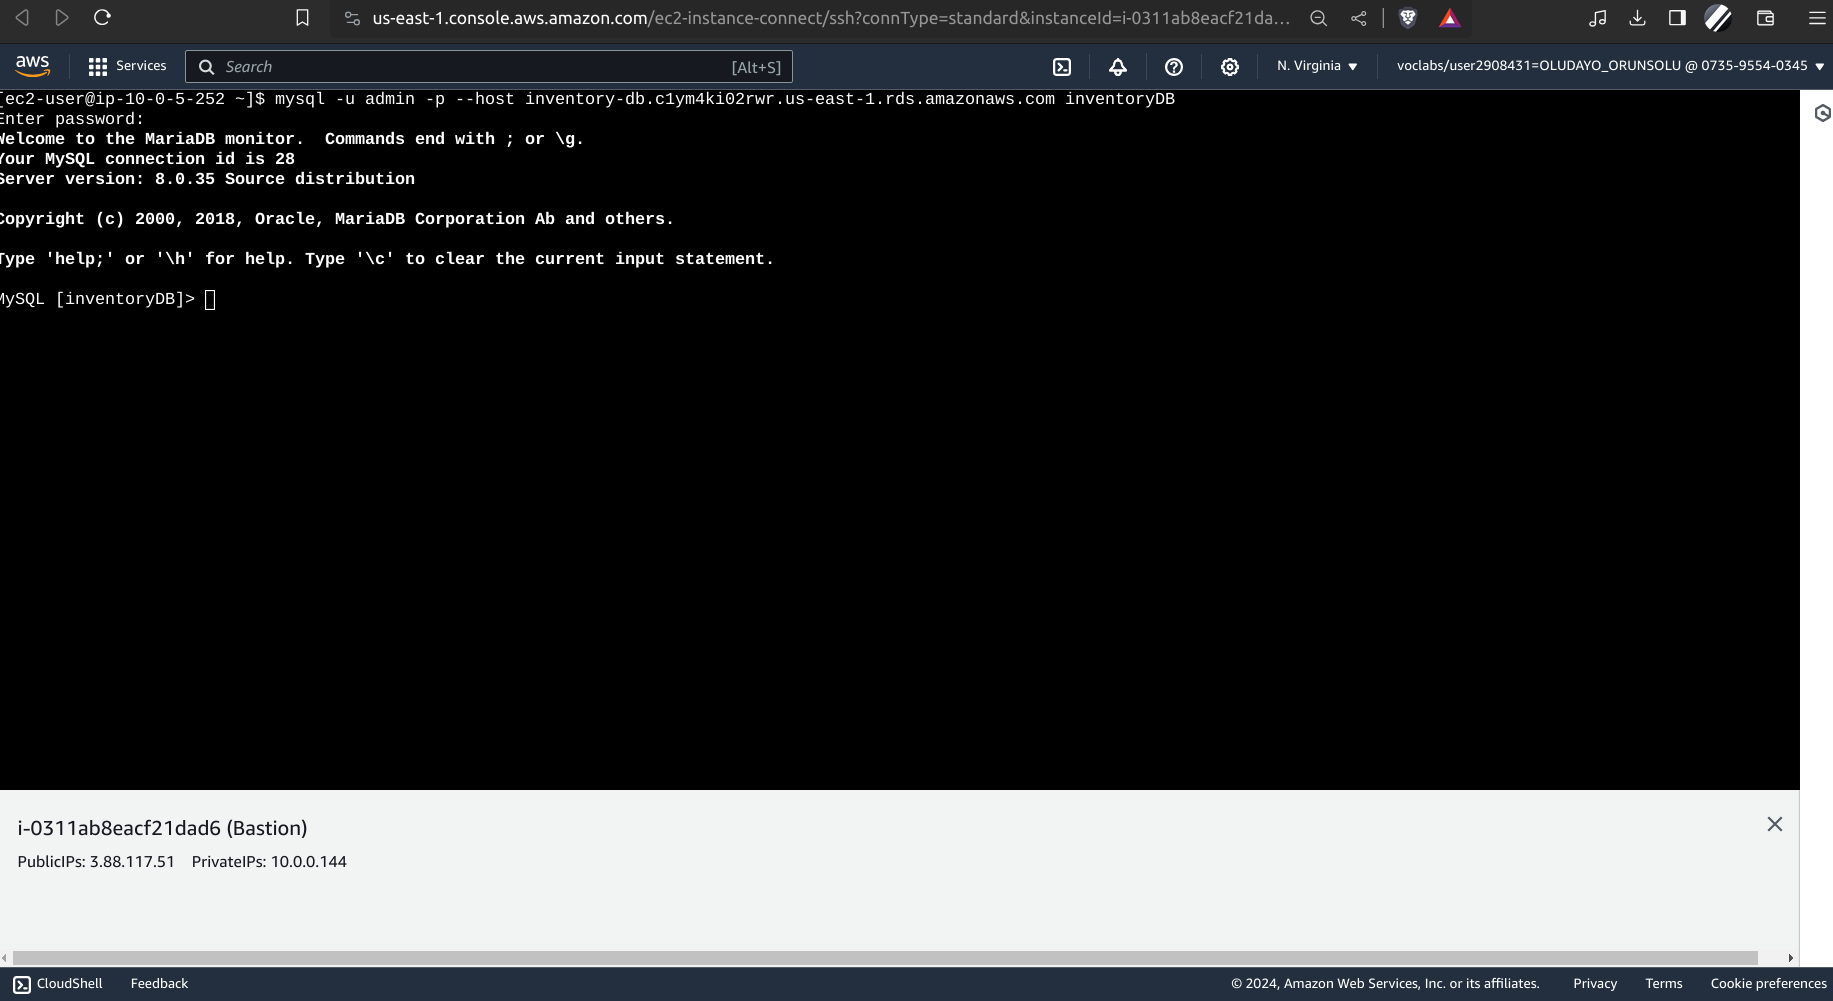 us-east-1.console.aws.amazon.com/ec2-instance-connect/ssh?connType=standard&instanceId=i-0311ab8eacf21da...
aws Services Search [Alt+S] N. Virginia voclabs/user2908431=OLUDAYO_ORUNSOLU @ 0735-9554-0345
[ec2-user@ip-10-0-5-252 ~]$ mysql -u admin -p --host inventory-db.c1ym4ki02rwr.us-east-1.rds.amazonaws.com inventoryDB
Enter password:
Welcome to the MariaDB monitor.  Commands end with ; or \g.
Your MySQL connection id is 28
Server version: 8.0.35 Source distribution
Copyright (c) 2000, 2018, Oracle, MariaDB Corporation Ab and others.
Type 'help;' or '\h' for help. Type '\c' to clear the current input statement.
MySQL [inventoryDB]>
i-0311ab8eacf21dad6 (Bastion)
PublicIPs: 3.88.117.51 PrivateIPs: 10.0.0.144
CloudShell Feedback © 2024, Amazon Web Services, Inc. or its affiliates. Privacy Terms Cookie preferences